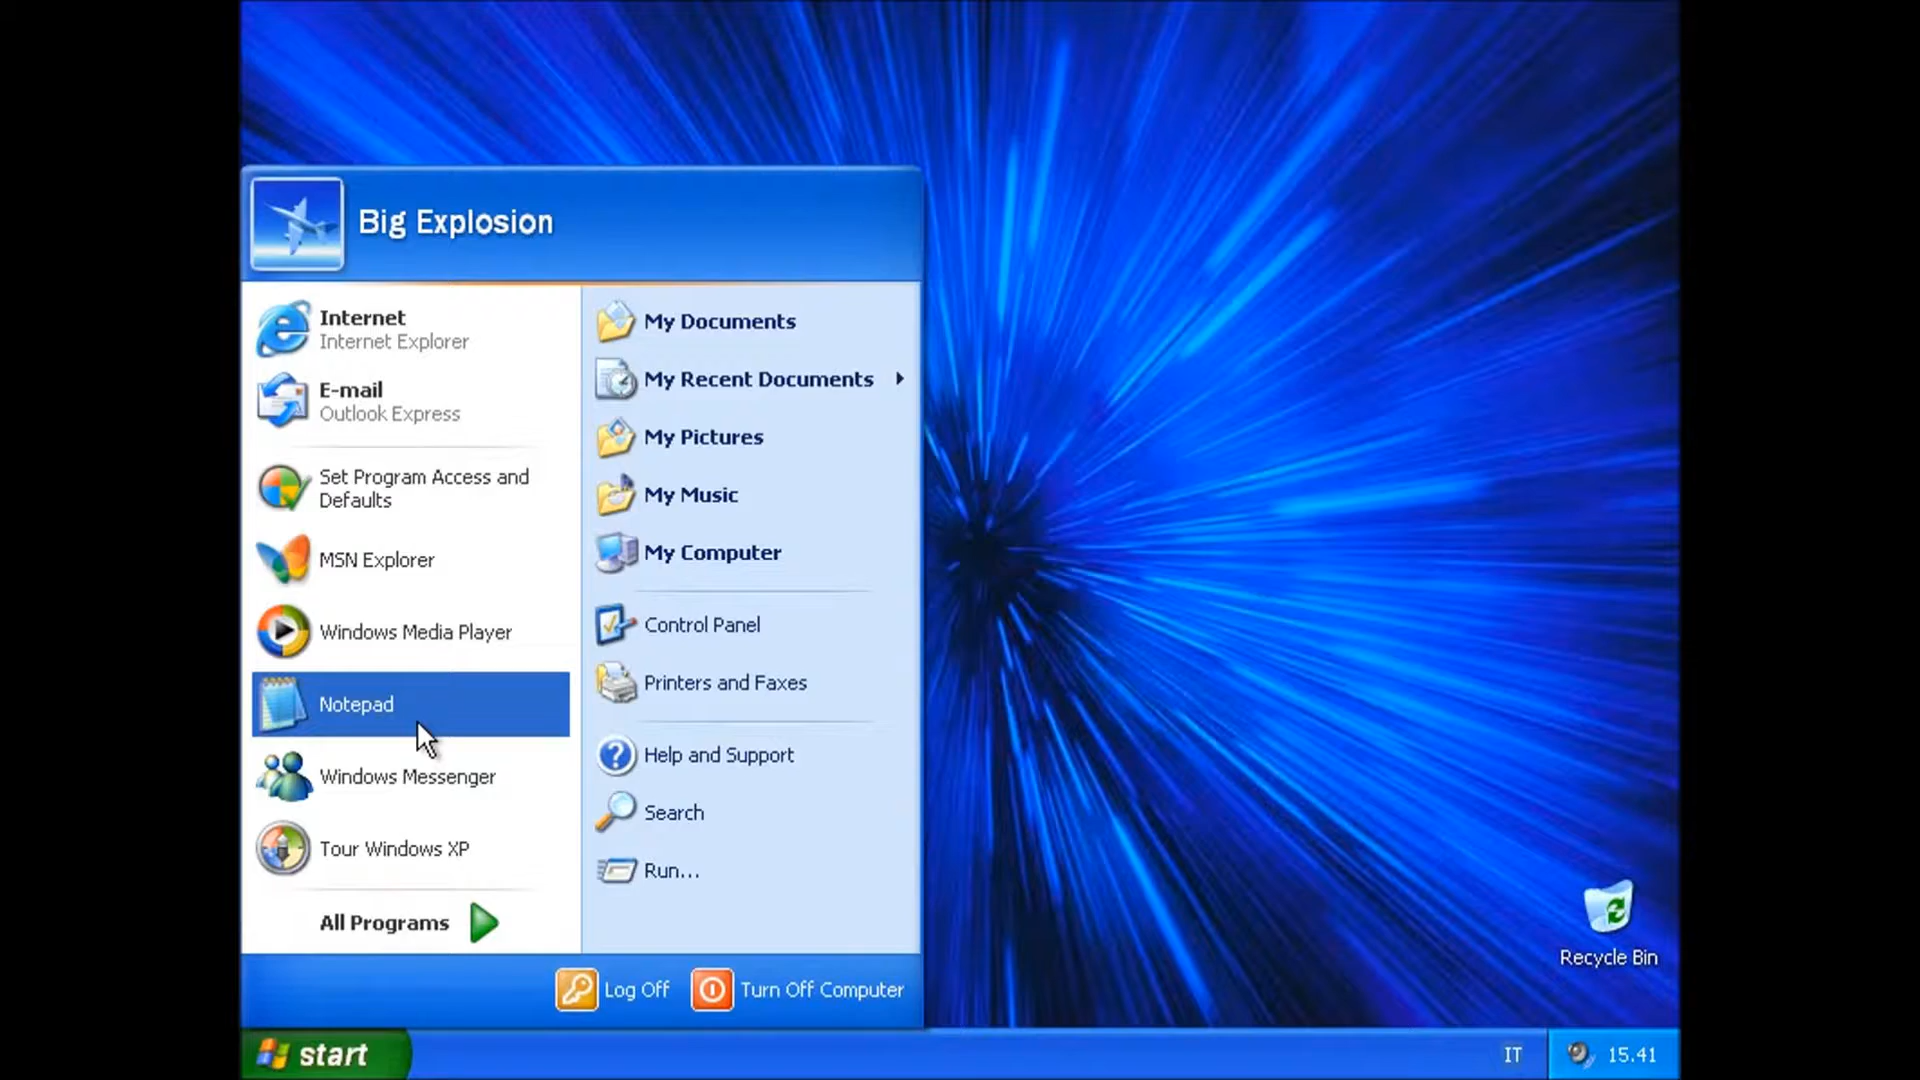 Big Explosion
Internet
Internet Explorer
E-mail
Outlook Express
Set Program Access and
Defaults
MSN Explorer
Windows Media Player
Notepad
Windows Messenger
Tour Windows XP
All Programs
My Documents
My Recent Documents
My Pictures
My Music
My Computer
Control Panel
Printers and Faxes
Help and Support
Search
Run...
Log Off
Turn Off Computer
Recycle Bin
start
IT
15.41